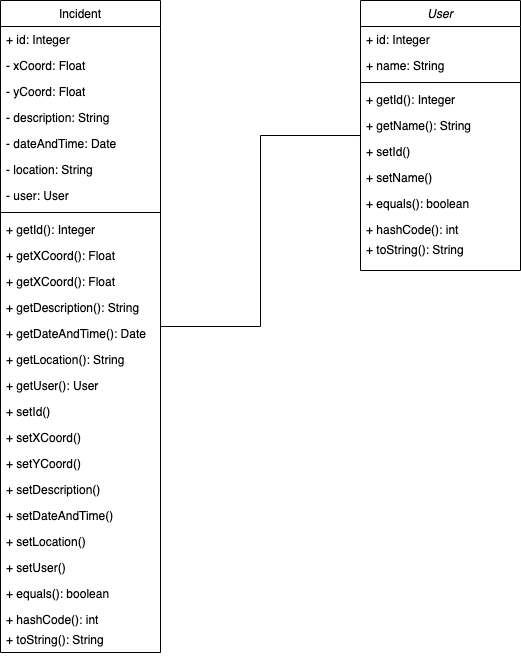 Incident
+ id: Integer
- xCoord: Float
- yCoord: Float
- description: String
- dateAndTime: Date
- location: String
- user: User
+ getId(): Integer
+ getXCoord(): Float
+ getXCoord(): Float
+ getDescription(): String
+ getDateAndTime(): Date
+ getLocation(): String
+ getUser(): User
+ setId()
+ setXCoord()
+ setYCoord()
+ setDescription()
+ setDateAndTime()
+ setLocation()
+ setUser()
+ equals(): boolean
+ hashCode(): int
+ toString(): String
User
+ id: Integer
+ name: String
+ getId(): Integer
+ getName(): String
+ setId()
+ setName()
+ equals(): boolean
+ hashCode(): int
+ toString(): String